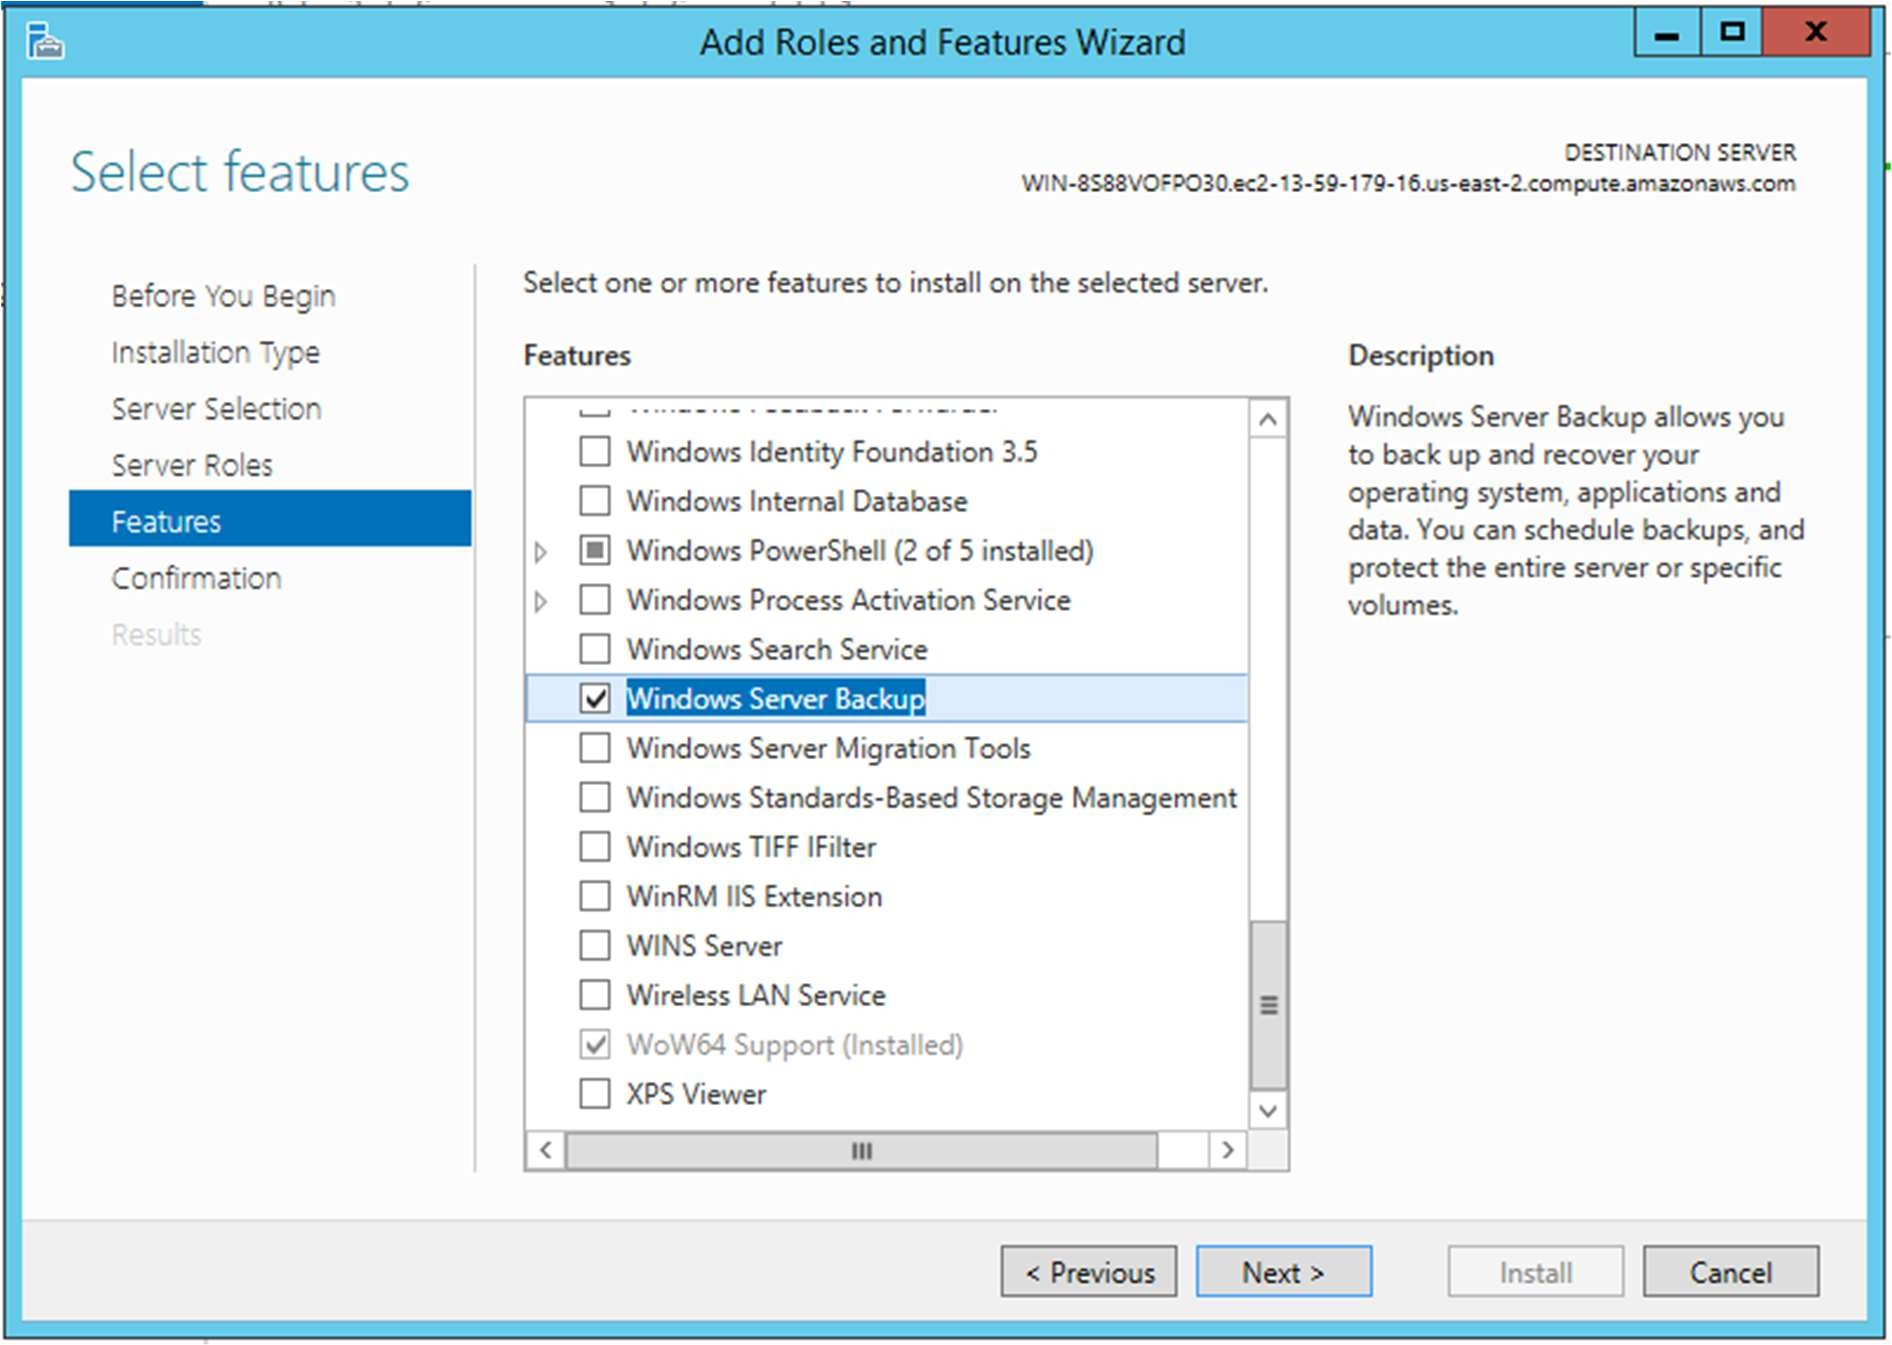 Add Roles and Features Wizard
Select features
DESTINATION SERVER
WIN-8S88VOFPO30.ec2-13-59-179-16.us-east-2.compute.amazonaws.com
Before You Begin
Installation Type
Server Selection
Server Roles
Features
Confirmation
Results
Select one or more features to install on the selected server.
Features
Windows Identity Foundation 3.5
Windows Internal Database
Windows PowerShell (2 of 5 installed)
Windows Process Activation Service
Windows Search Service
Windows Server Backup
Windows Server Migration Tools
Windows Standards-Based Storage Management
Windows TIFF IFilter
WinRM IIS Extension
WINS Server
Wireless LAN Service
WoW64 Support (Installed)
XPS Viewer
Description
Windows Server Backup allows you
to back up and recover your
operating system, applications and
data. You can schedule backups, and
protect the entire server or specific
volumes.
< Previous
Next >
Install
Cancel